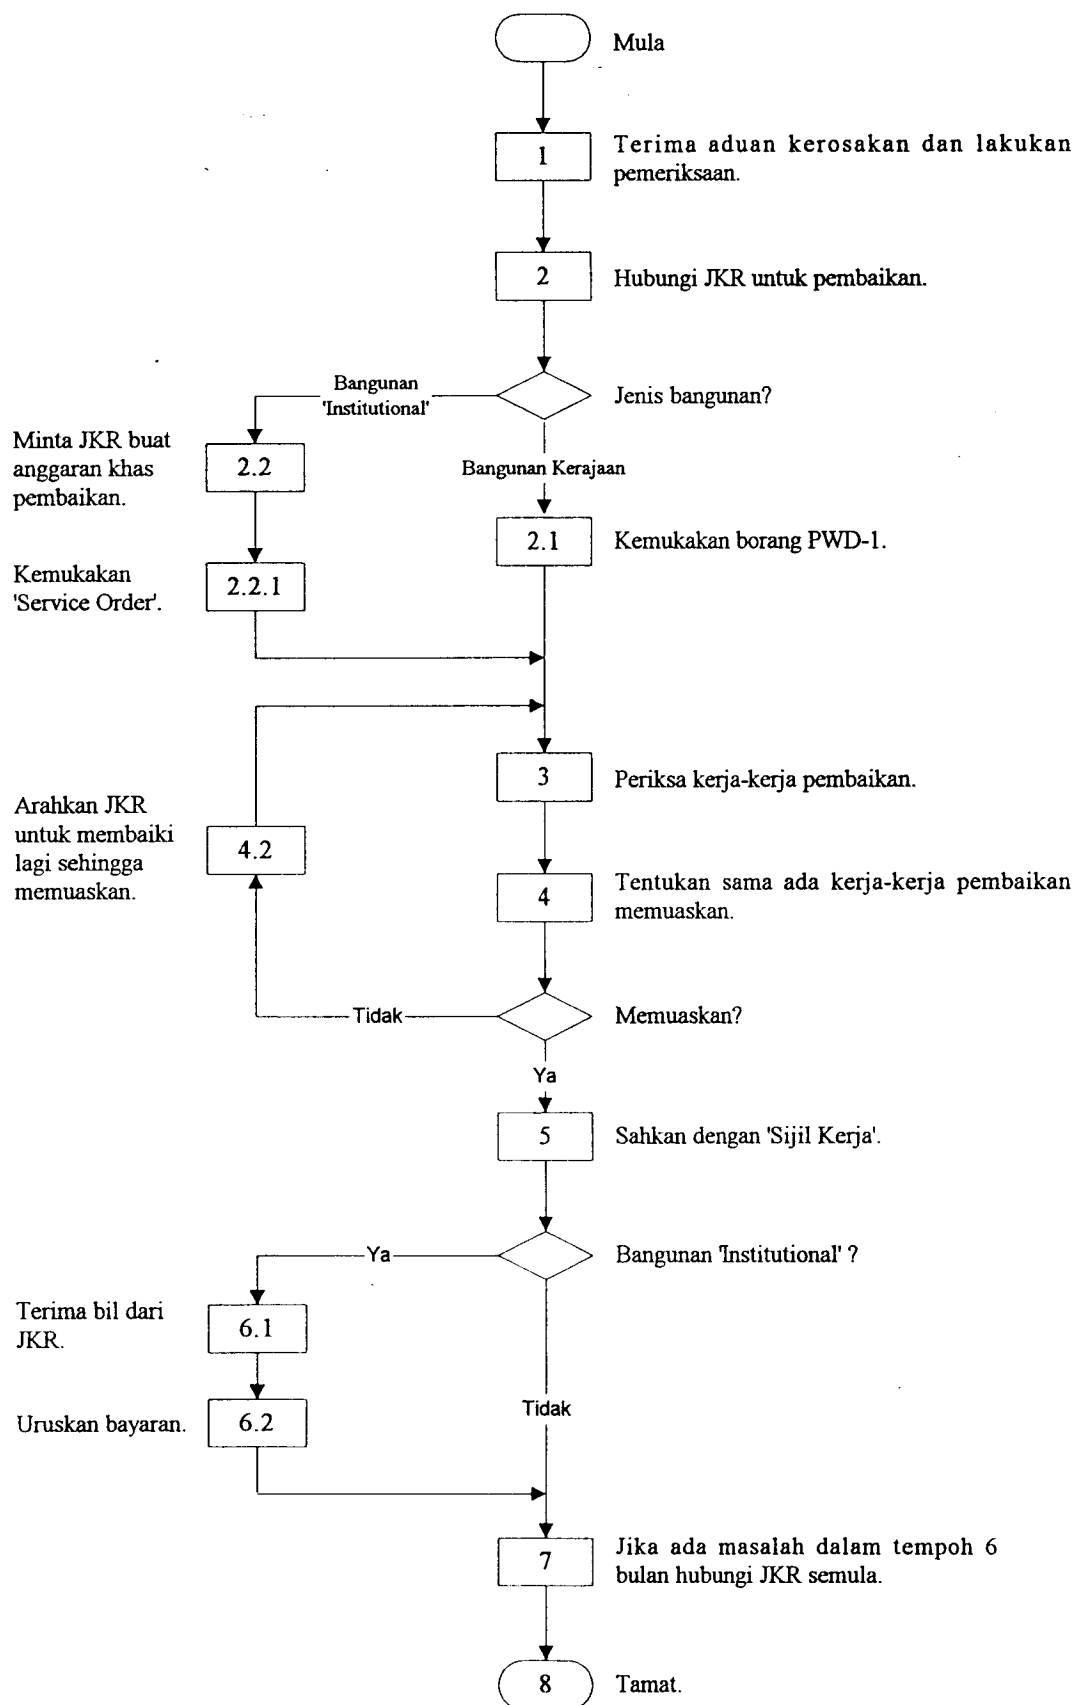 Mula
1
Terima aduan kerosakan dan lakukan
pemeriksaan.
2
Hubungi JKR untuk pembaikan.
Jenis bangunan?
Bangunan
'Institutional'
Minta JKR buat
anggaran khas
pembaikan.
2.2
Bangunan Kerajaan
2.1
Kemukakan borang PWD-1.
Kemukakan
'Service Order'.
2.2.1
3
Periksa kerja-kerja pembaikan.
Arahkan JKR
untuk membaiki
lagi sehingga
memuaskan.
4.2
4
Tentukan sama ada kerja-kerja pembaikan
memuaskan.
Tidak
Memuaskan?
Ya
5
Sahkan dengan 'Sijil Kerja'.
Ya
Bangunan 'Institutional' ?
Terima bil dari
JKR.
6.1
Uruskan bayaran.
6.2
Tidak
7
Jika ada masalah dalam tempoh 6
bulan hubungi JKR semula.
8
Tamat.